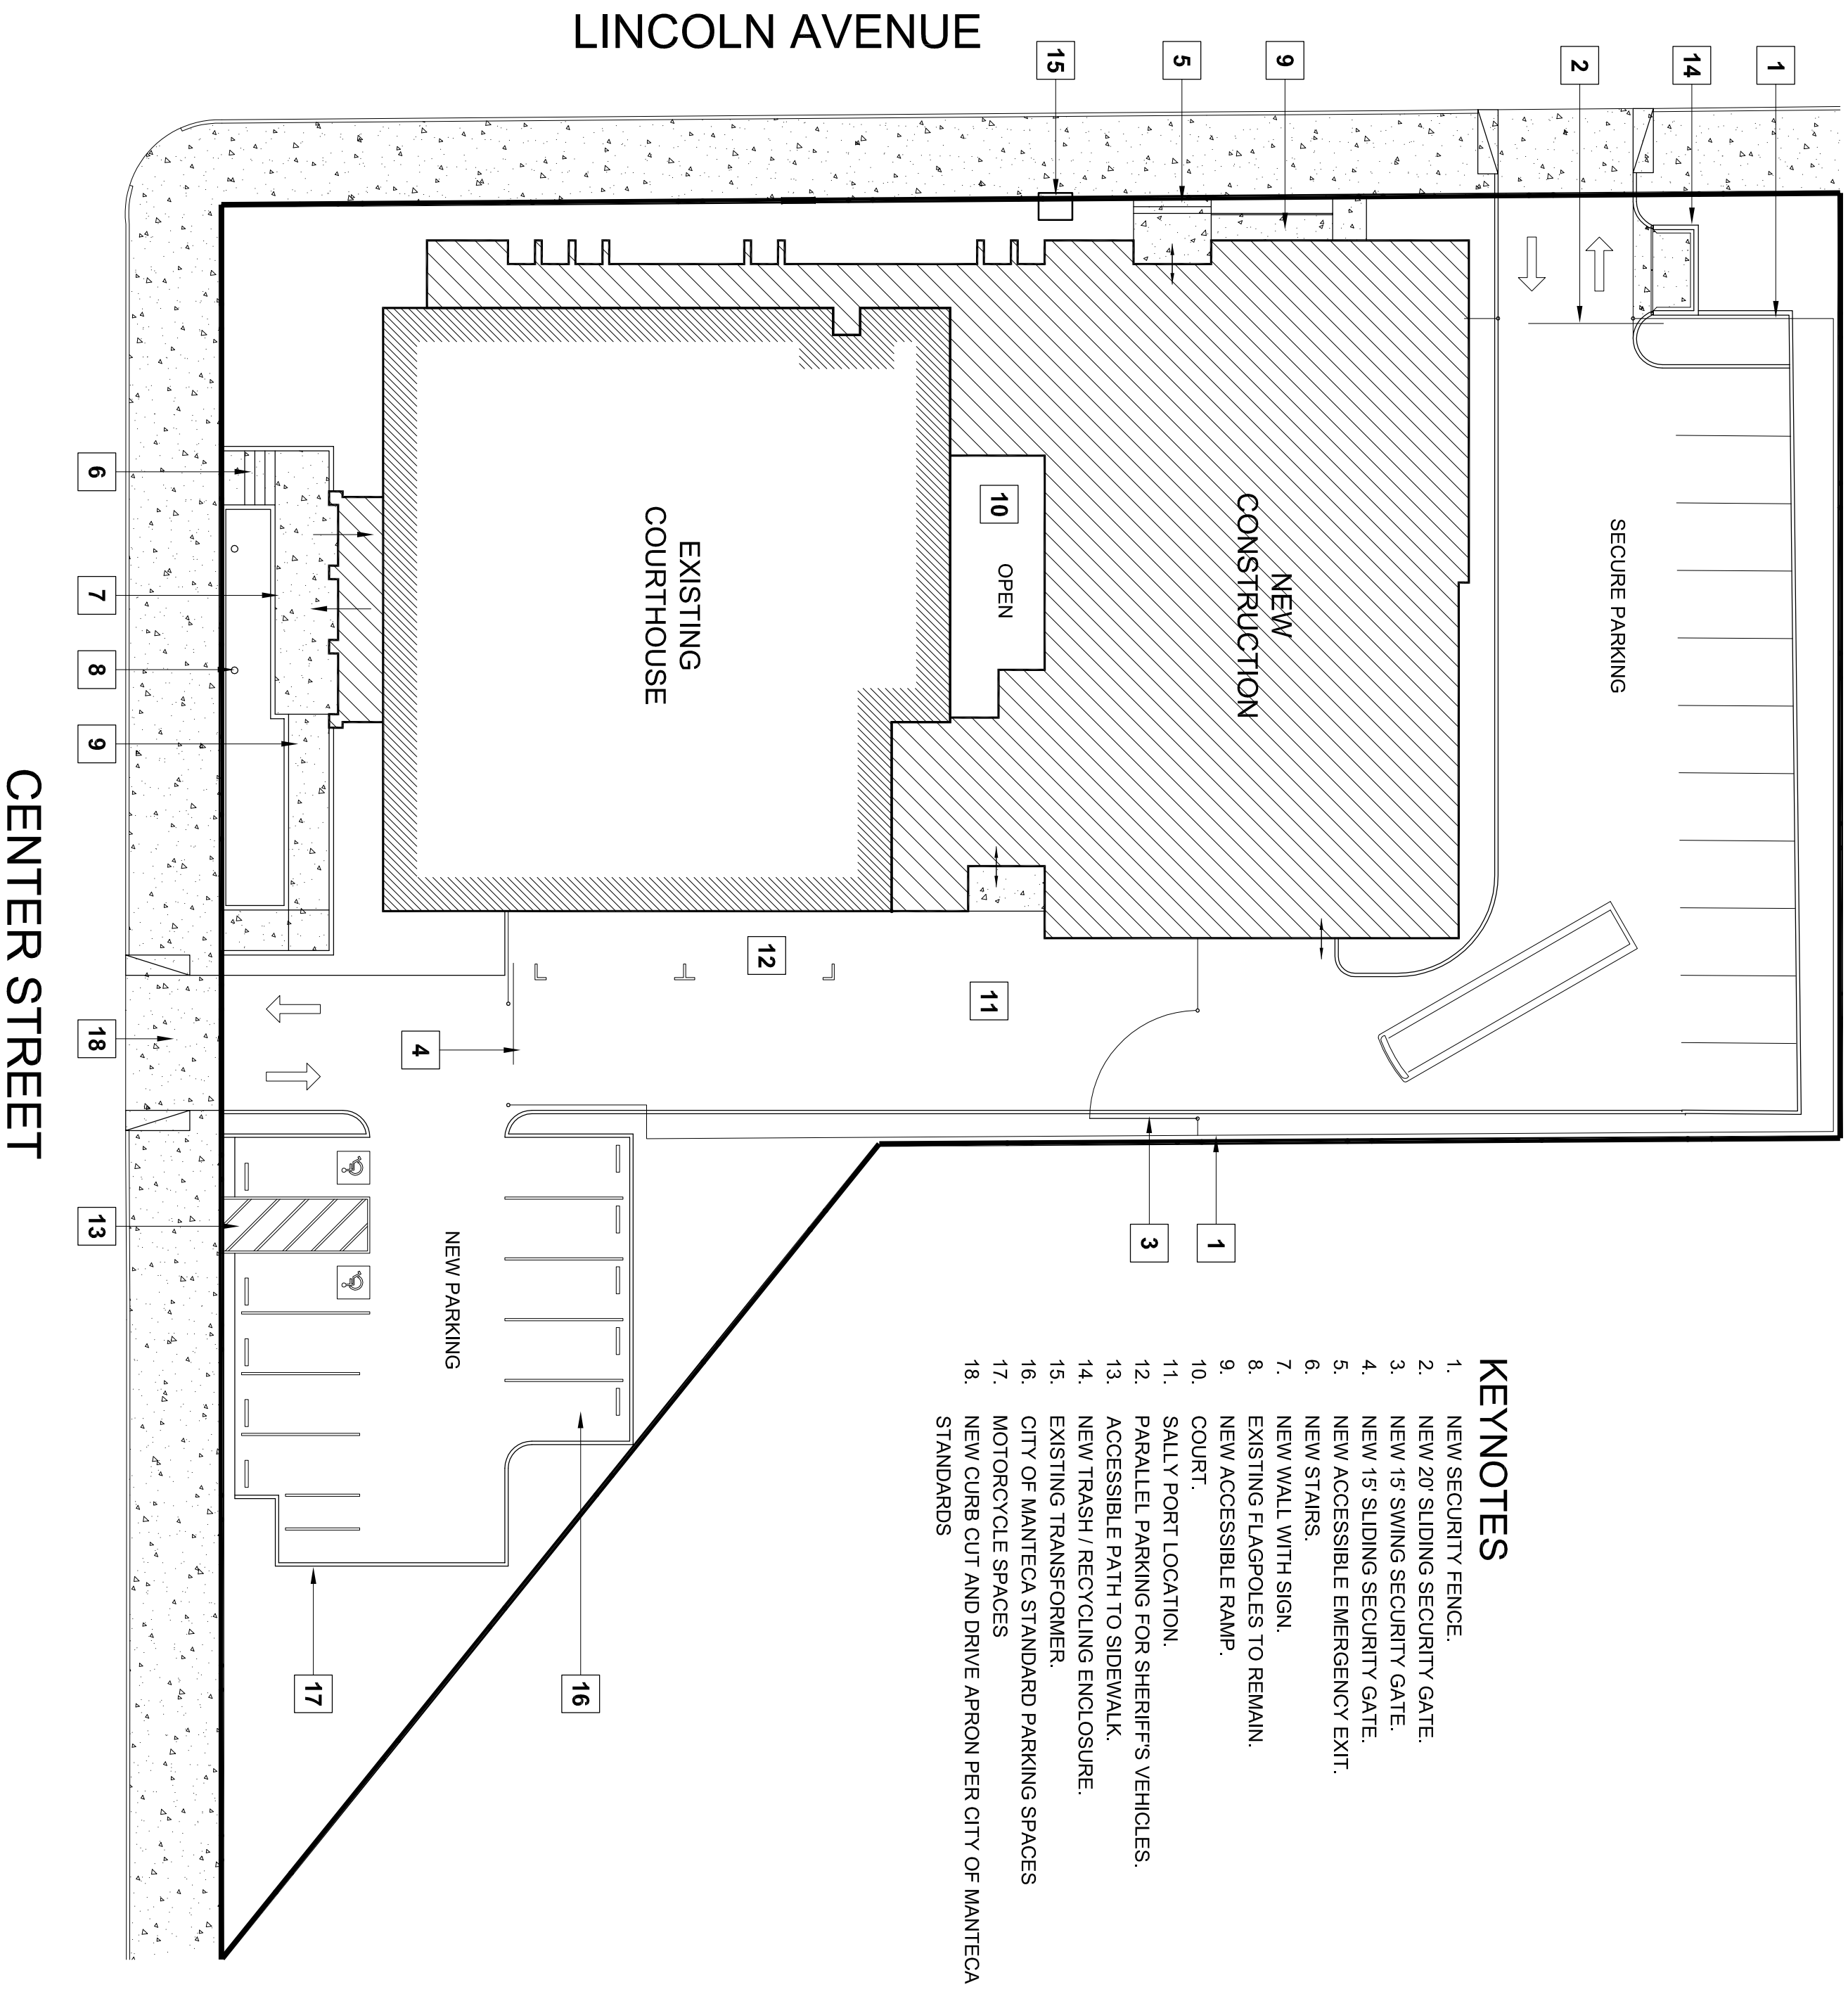 LINCOLN AVENUE
15
5
9
2
14
1
SECURE PARKING
NEW
CONSTRUCTION
10
OPEN
EXISTING
COURTHOUSE
6
7
8
9
12
11
4
18
13
CENTER STREET
3
1
NEW PARKING
17
16
KEYNOTES
1. NEW SECURITY FENCE.
2. NEW 20' SLIDING SECURITY GATE.
3. NEW 15' SWING SECURITY GATE.
4. NEW 15' SLIDING SECURITY GATE.
5. NEW ACCESSIBLE EMERGENCY EXIT.
6. NEW STAIRS.
7. NEW WALL WITH SIGN.
8. EXISTING FLAGPOLES TO REMAIN.
9. NEW ACCESSIBLE RAMP.
10. COURT.
11. SALLY PORT LOCATION.
12. PARALLEL PARKING FOR SHERIFF'S VEHICLES.
13. ACCESSIBLE PATH TO SIDEWALK.
14. NEW TRASH / RECYCLING ENCLOSURE.
15. EXISTING TRANSFORMER.
16. CITY OF MANTECA STANDARD PARKING SPACES
17. MOTORCYCLE SPACES
18. NEW CURB CUT AND DRIVE APRON PER CITY OF MANTECA
STANDARDS